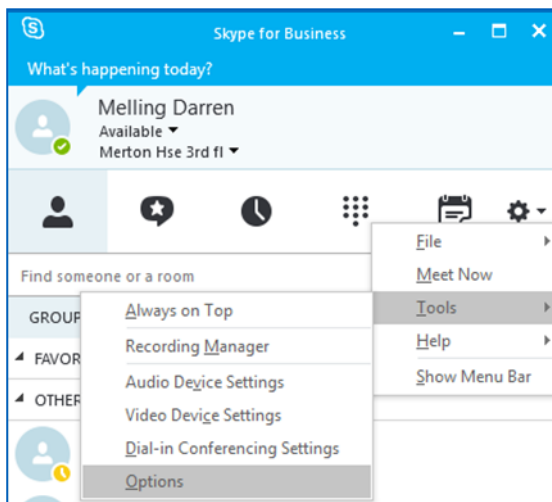 Skype for Business
What's happening today?
Melling Darren
Available
Merton Hse 3rd fl
File
Find someone or a room
Meet Now
GROUP
Always on Top
Tools
Recording Manager
Help
FAVOR
Audio Device Settings
Show Menu Bar
OTHER
Video Device Settings
Dial-in Conferencing Settings
Options